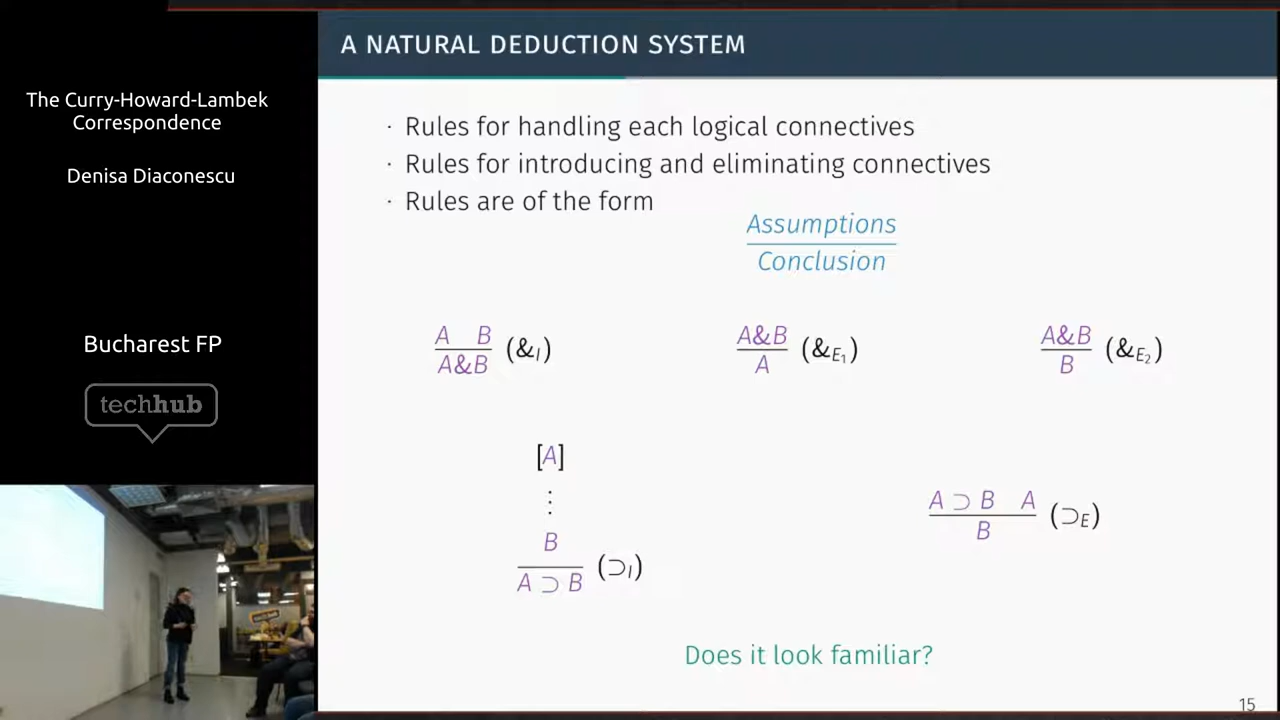 The Curry-Howard-Lambek
Correspondence
Denisa Diaconescu
Bucharest FP
techhub
A NATURAL DEDUCTION SYSTEM
· Rules for handling each logical connectives
· Rules for introducing and eliminating connectives
· Rules are of the form
Assumptions
Conclusion
A B
A&B (&I)
A&B
A (&E1)
A&B
B (&E2)
[A]
⋮
B
A ⊃ B (⊃I)
A ⊃ B A
B (⊃E)
Does it look familiar?
15